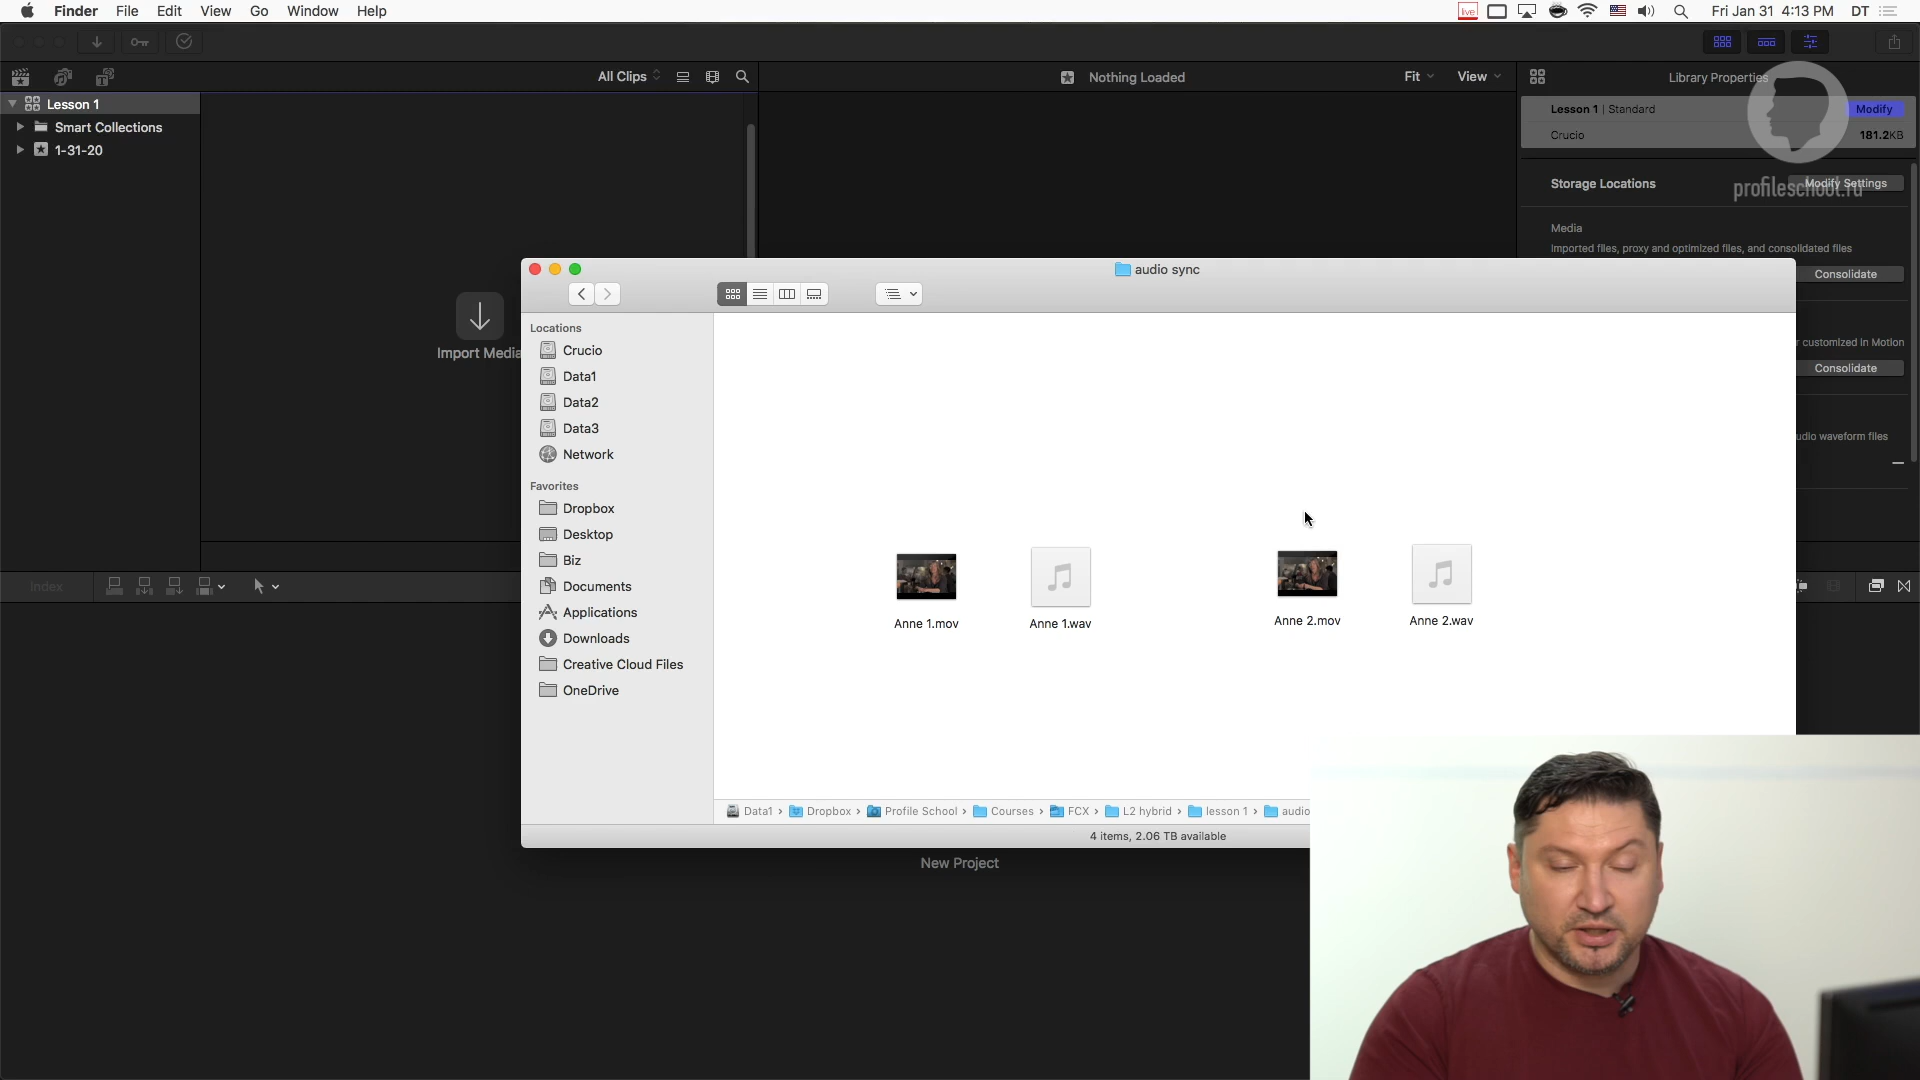 Finder File Edit View Go Window Help
live Fri Jan 31 4:13 PM DT
All Clips
Nothing Loaded
Fit View
Library Properties
Lesson 1
Smart Collections
1-31-20
Import Media
Lesson 1 | Standard Modify
Crucio 181.2KB
Storage Locations Modify Settings
profileschool.ru
Media
Imported files, proxy and optimized files, and consolidated files
Consolidate
r customized in Motion
Consolidate
udio waveform files
audio sync
Locations
Crucio
Data1
Data2
Data3
Network
Favorites
Dropbox
Desktop
Biz
Documents
Applications
Downloads
Creative Cloud Files
OneDrive
Anne 1.mov
Anne 1.wav
Anne 2.mov
Anne 2.wav
Data1 › Dropbox › Profile School › Courses › FCX › L2 hybrid › lesson 1 › audio
4 items, 2.06 TB available
Index
New Project